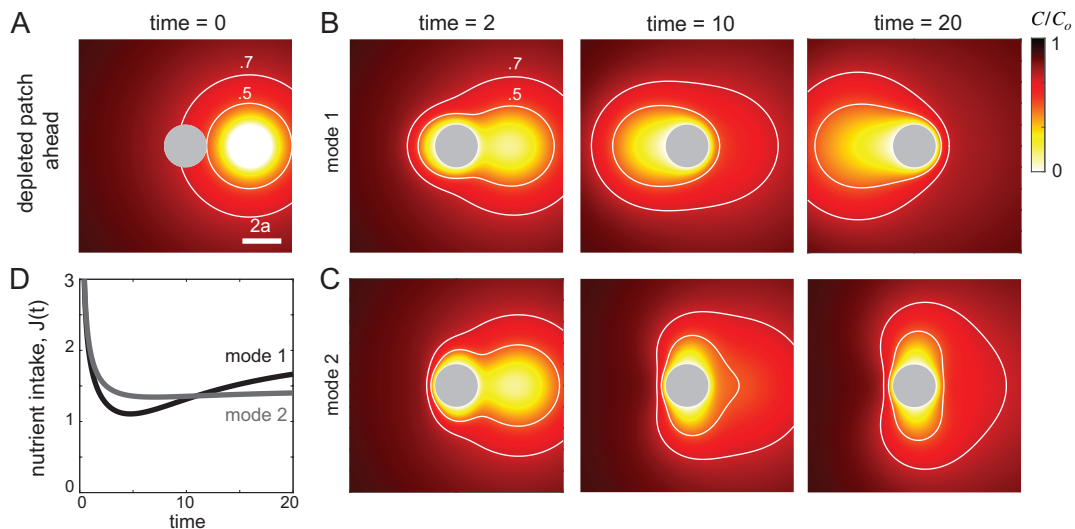 A
time = 0
B
time = 2
time = 10
time = 20
C/Cₒ
1
0
depleted patch
ahead
.7
.5
2a
mode 1
.7
.5
D
3
2
1
0
nutrient intake, J(t)
mode 1
mode 2
0
10
20
time
C
mode 2